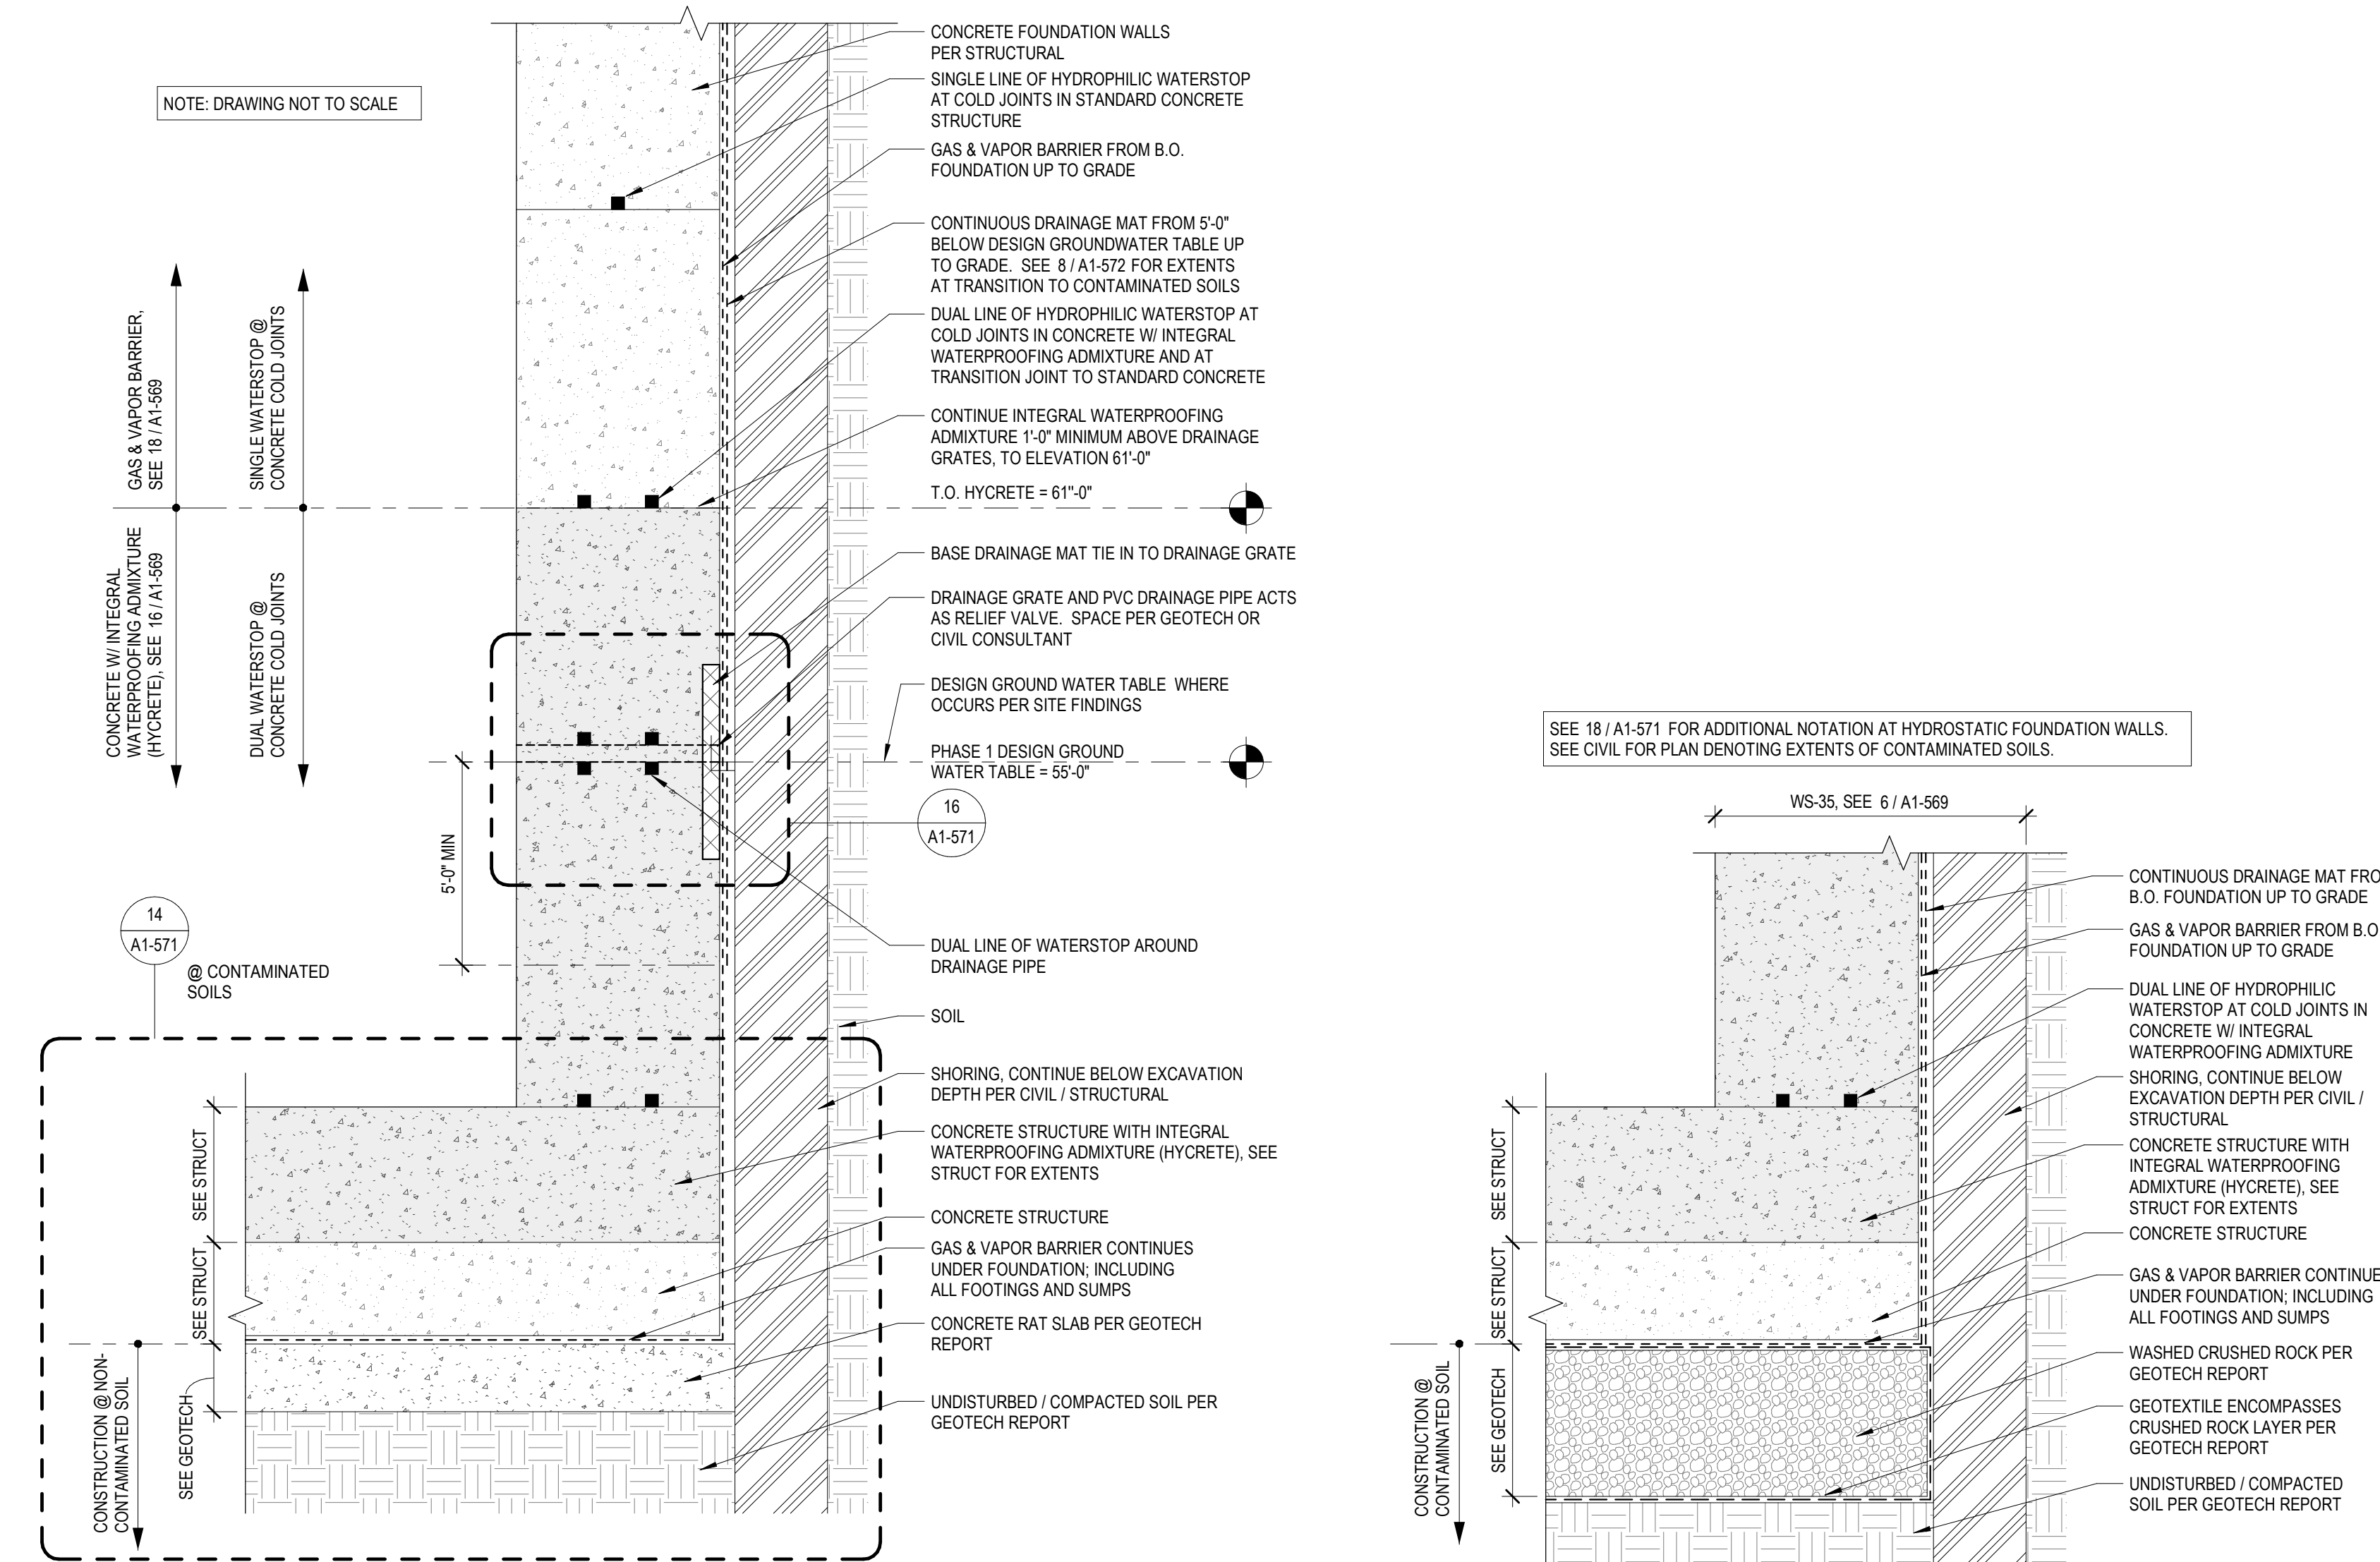 NOTE: DRAWING NOT TO SCALE
CONCRETE FOUNDATION WALLS
PER STRUCTURAL
SINGLE LINE OF HYDROPHILIC WATERSTOP
AT COLD JOINTS IN STANDARD CONCRETE
STRUCTURE
GAS & VAPOR BARRIER FROM B.O.
FOUNDATION UP TO GRADE
CONTINUOUS DRAINAGE MAT FROM 5'-0"
BELOW DESIGN GROUNDWATER TABLE UP
TO GRADE. SEE 8 / A1-572 FOR EXTENTS
AT TRANSITION TO CONTAMINATED SOILS
DUAL LINE OF HYDROPHILIC WATERSTOP AT
COLD JOINTS IN CONCRETE W/ INTEGRAL
WATERPROOFING ADMIXTURE AND AT
TRANSITION JOINT TO STANDARD CONCRETE
CONTINUE INTEGRAL WATERPROOFING
ADMIXTURE 1'-0" MINIMUM ABOVE DRAINAGE
GRATES, TO ELEVATION 61'-0"
T.O. HYCRETE = 61"-0"
BASE DRAINAGE MAT TIE IN TO DRAINAGE GRATE
DRAINAGE GRATE AND PVC DRAINAGE PIPE ACTS
AS RELIEF VALVE. SPACE PER GEOTECH OR
CIVIL CONSULTANT
DESIGN GROUND WATER TABLE WHERE
OCCURS PER SITE FINDINGS
PHASE 1 DESIGN GROUND
WATER TABLE = 55'-0"
16
A1-571
DUAL LINE OF WATERSTOP AROUND
DRAINAGE PIPE
SOIL
SHORING, CONTINUE BELOW EXCAVATION
DEPTH PER CIVIL / STRUCTURAL
CONCRETE STRUCTURE WITH INTEGRAL
WATERPROOFING ADMIXTURE (HYCRETE), SEE
STRUCT FOR EXTENTS
CONCRETE STRUCTURE
GAS & VAPOR BARRIER CONTINUES
UNDER FOUNDATION; INCLUDING
ALL FOOTINGS AND SUMPS
CONCRETE RAT SLAB PER GEOTECH
REPORT
UNDISTURBED / COMPACTED SOIL PER
GEOTECH REPORT
GAS & VAPOR BARRIER,
SEE 18 / A1-569
SINGLE WATERSTOP @
CONCRETE COLD JOINTS
CONCRETE W/ INTEGRAL
WATERPROOFING ADMIXTURE
(HYCRETE), SEE 16 / A1-569
DUAL WATERSTOP @
CONCRETE COLD JOINTS
5'-0" MIN
14
A1-571
@ CONTAMINATED
SOILS
SEE STRUCT
SEE STRUCT
SEE GEOTECH
CONSTRUCTION @ NON-
CONTAMINATED SOIL
SEE 18 / A1-571 FOR ADDITIONAL NOTATION AT HYDROSTATIC FOUNDATION WALLS.
SEE CIVIL FOR PLAN DENOTING EXTENTS OF CONTAMINATED SOILS.
WS-35, SEE 6 / A1-569
CONTINUOUS DRAINAGE MAT FRO
B.O. FOUNDATION UP TO GRADE
GAS & VAPOR BARRIER FROM B.O
FOUNDATION UP TO GRADE
DUAL LINE OF HYDROPHILIC
WATERSTOP AT COLD JOINTS IN
CONCRETE W/ INTEGRAL
WATERPROOFING ADMIXTURE
SHORING, CONTINUE BELOW
EXCAVATION DEPTH PER CIVIL /
STRUCTURAL
CONCRETE STRUCTURE WITH
INTEGRAL WATERPROOFING
ADMIXTURE (HYCRETE), SEE
STRUCT FOR EXTENTS
CONCRETE STRUCTURE
GAS & VAPOR BARRIER CONTINUE
UNDER FOUNDATION; INCLUDING
ALL FOOTINGS AND SUMPS
WASHED CRUSHED ROCK PER
GEOTECH REPORT
GEOTEXTILE ENCOMPASSES
CRUSHED ROCK LAYER PER
GEOTECH REPORT
UNDISTURBED / COMPACTED
SOIL PER GEOTECH REPORT
SEE STRUCT
SEE STRUCT
SEE GEOTECH
CONSTRUCTION @
CONTAMINATED SOIL